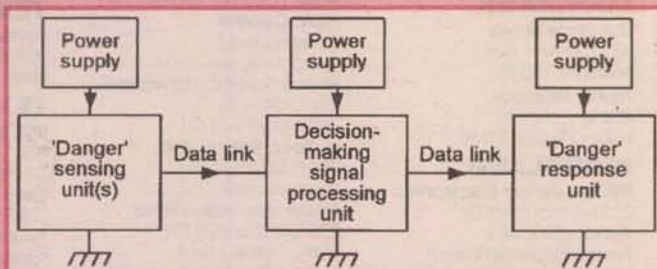 Power
supply
Power
supply
Power
supply
'Danger'
sensing
unit(s)
Data link
Decision-
making
signal
processing
unit
Data link
'Danger'
response
unit